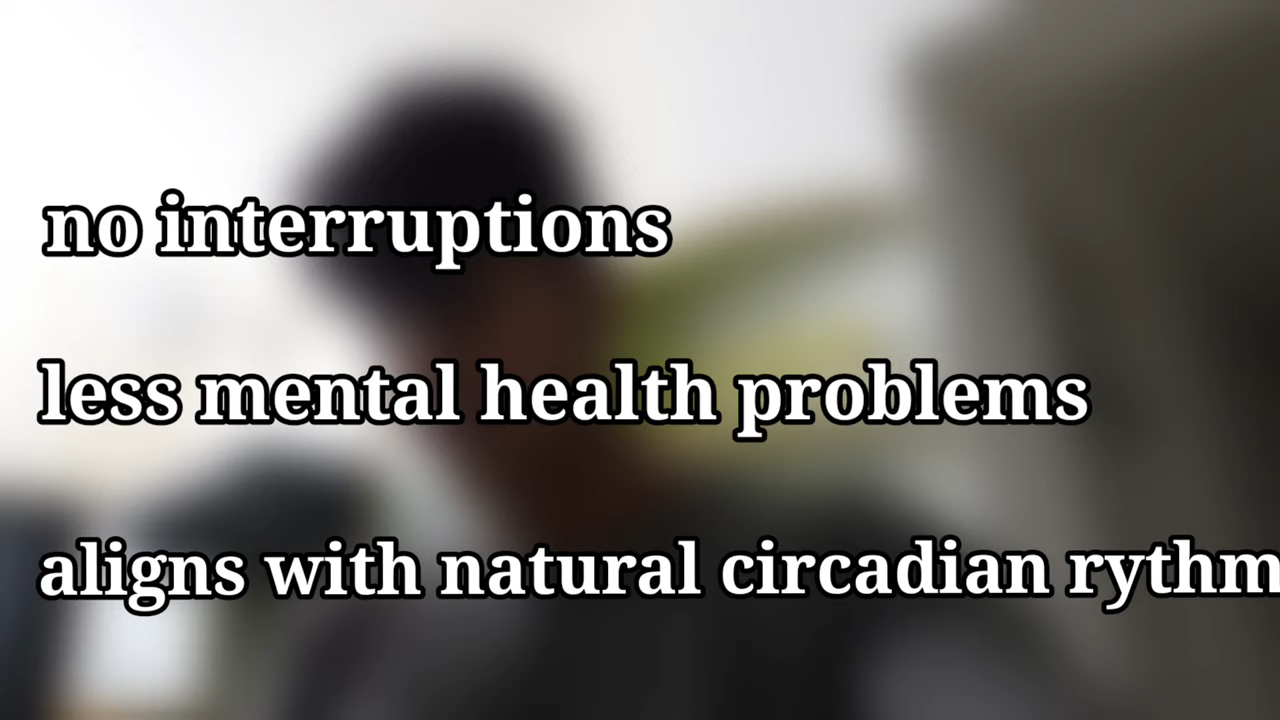 no interruptions
less mental health problems
aligns with natural circadian rythm